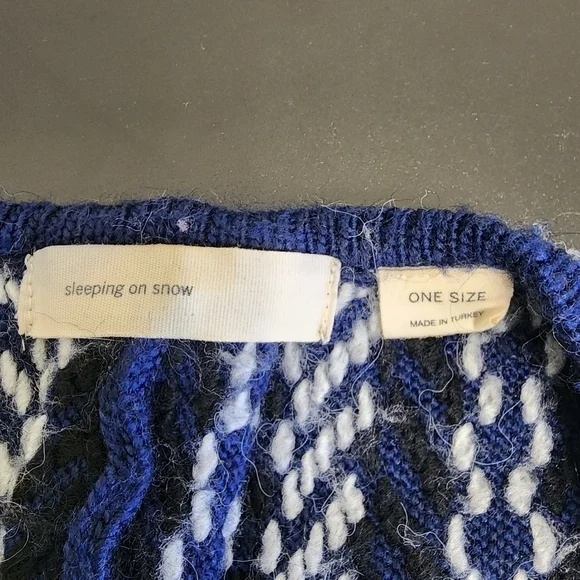 sleeping on snow
ONE SIZE
MADE IN TURKEY